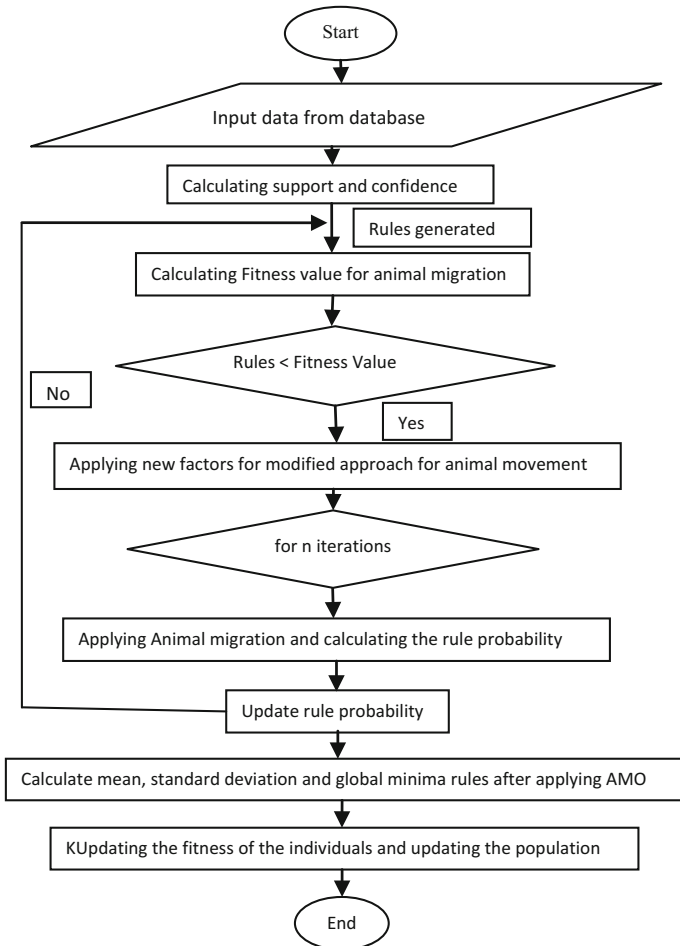 Start
Input data from database
Calculating support and confidence
Rules generated
Calculating Fitness value for animal migration
Rules < Fitness Value
No
Yes
Applying new factors for modified approach for animal movement
for n iterations
Applying Animal migration and calculating the rule probability
Update rule probability
Calculate mean, standard deviation and global minima rules after applying AMO
KUpdating the fitness of the individuals and updating the population
End